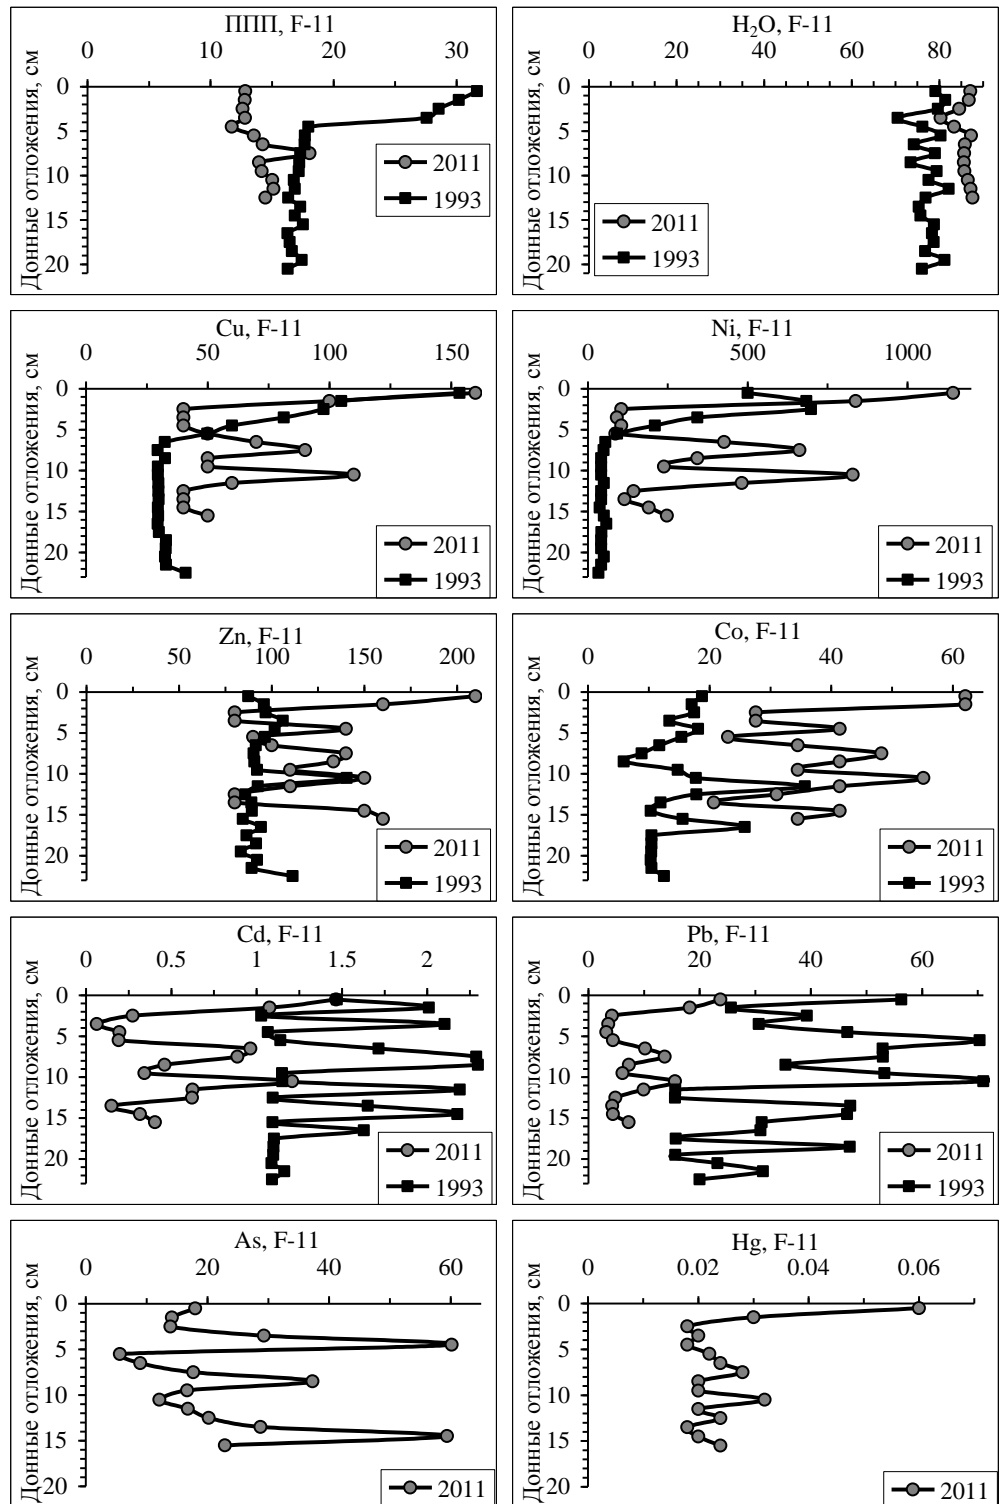 ППП, F-11
0 10 20 30
Донные отложения, см
0
5
10
15
20
2011
1993
H₂O, F-11
0 20 40 60 80
Донные отложения, см
0
5
10
15
20
2011
1993
Cu, F-11
0 50 100 150
Донные отложения, см
0
5
10
15
20
2011
1993
Ni, F-11
0 500 1000
Донные отложения, см
0
5
10
15
20
2011
1993
Zn, F-11
0 50 100 150 200
Донные отложения, см
0
5
10
15
20
2011
1993
Co, F-11
0 20 40 60
Донные отложения, см
0
5
10
15
20
2011
1993
Cd, F-11
0 0.5 1 1.5 2
Донные отложения, см
0
5
10
15
20
2011
1993
Pb, F-11
0 20 40 60
Донные отложения, см
0
5
10
15
20
2011
1993
As, F-11
0 20 40 60
Донные отложения, см
0
5
10
15
20
2011
Hg, F-11
0 0.02 0.04 0.06
Донные отложения, см
0
5
10
15
20
2011